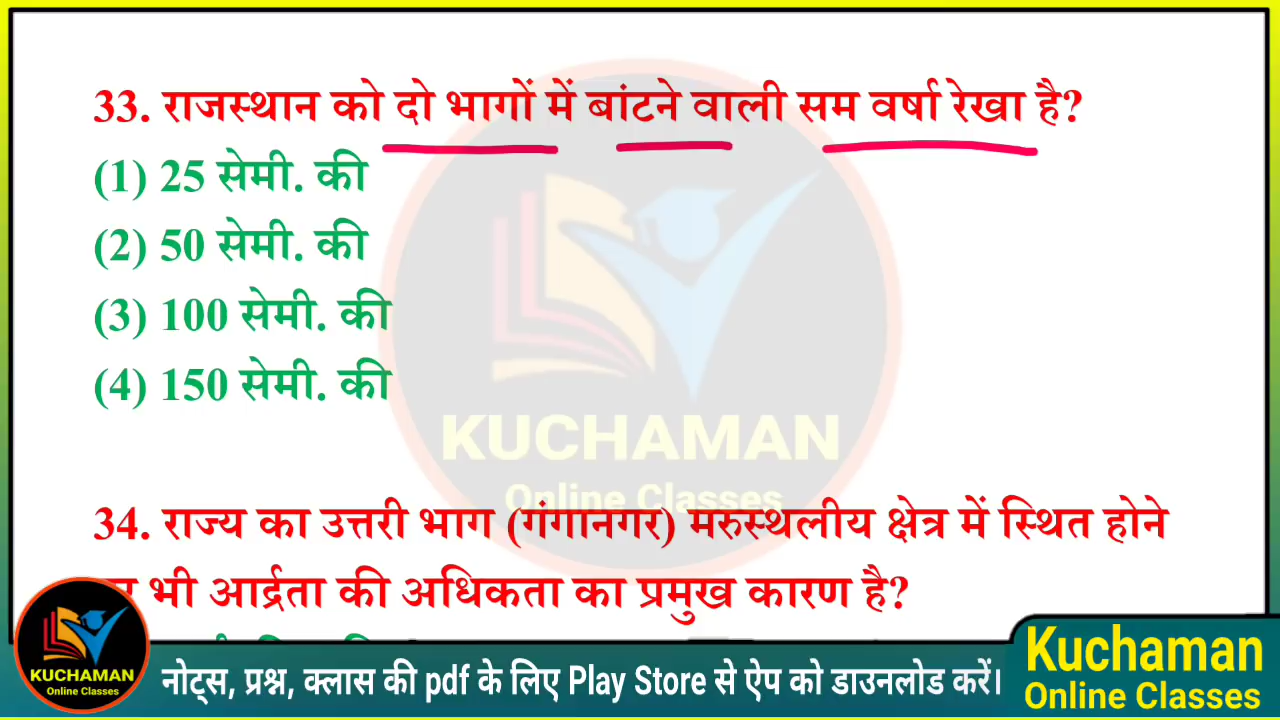 33. राजस्थान को दो भागों में बांटने वाली सम वर्षा रेखा है?
(1) 25 सेमी. की
(2) 50 सेमी. की
(3) 100 सेमी. की
(4) 150 सेमी. की
KUCHAMAN
Online Classes
34. राज्य का उत्तरी भाग (गंगानगर) मरुस्थलीय क्षेत्र में स्थित होने
भी आर्द्रता की अधिकता का प्रमुख कारण है?
KUCHAMAN
Online Classes
नोट्स, प्रश्न, क्लास की pdf के लिए Play Store से ऐप को डाउनलोड करें।
Kuchaman
Online Classes